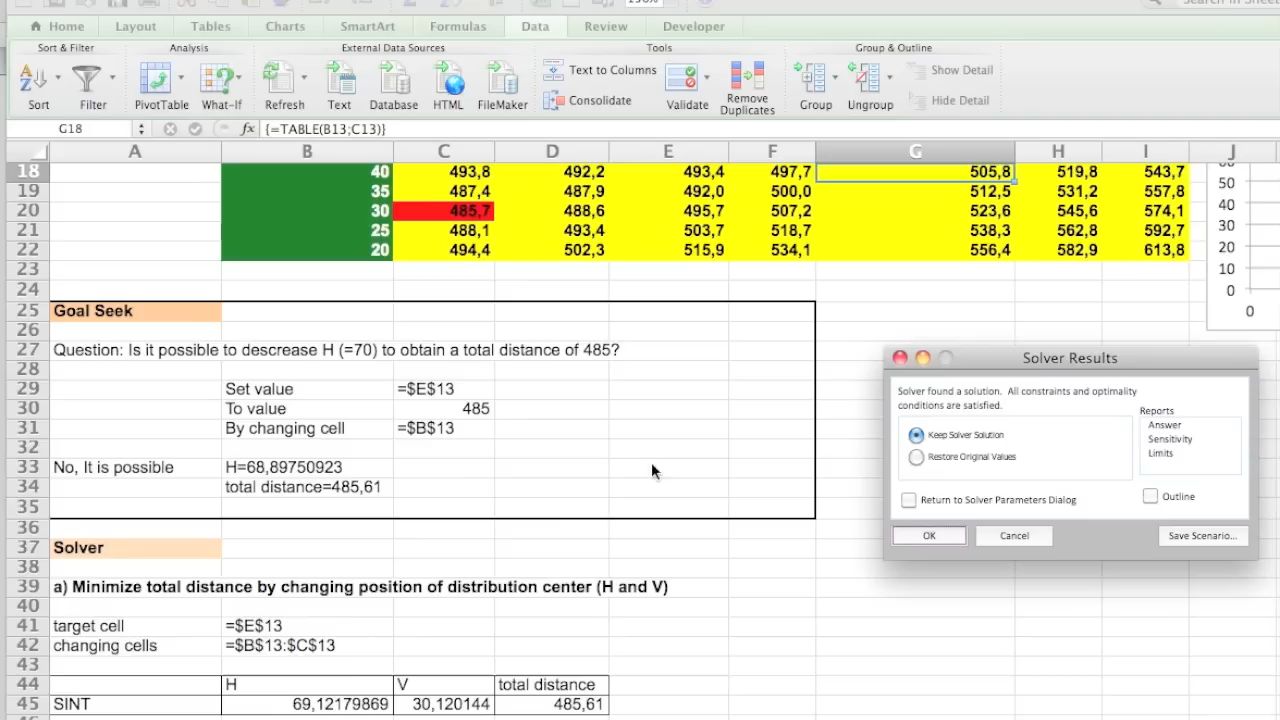 Home Layout Tables Charts SmartArt Formulas Data Review Developer
Sort & Filter Analysis External Data Sources Tools Group & Outline
Sort Filter PivotTable What-If Refresh Text Database HTML FileMaker Text to Columns Consolidate Validate Remove Duplicates Group Ungroup Show Detail Hide Detail
G18 fx {=TABLE(B13;C13)}
A B C D E F G H I J
18 40 493,8 492,2 493,4 497,7 505,8 519,8 543,7
19 35 487,4 487,9 492,0 500,0 512,5 531,2 557,8
20 30 485,7 488,6 495,7 507,2 523,6 545,6 574,1
21 25 488,1 493,4 503,7 518,7 538,3 562,8 592,7
22 20 494,4 502,3 515,9 534,1 556,4 582,9 613,8
50
40
30
20
10
0
0
23
24
25 Goal Seek
26
27 Question: Is it possible to descrease H (=70) to obtain a total distance of 485?
28
29 Set value =$E$13
30 To value 485
31 By changing cell =$B$13
32
33 No, It is possible H=68,89750923
34 total distance=485,61
35
36
37 Solver
38
39 a) Minimize total distance by changing position of distribution center (H and V)
40
41 target cell =$E$13
42 changing cells =$B$13:$C$13
43
44 H V total distance
45 SINT 69,12179869 30,120144 485,61
Solver Results
Solver found a solution. All constraints and optimality
conditions are satisfied.
Keep Solver Solution
Restore Original Values
Reports
Answer
Sensitivity
Limits
Return to Solver Parameters Dialog
Outline
OK Cancel Save Scenario...